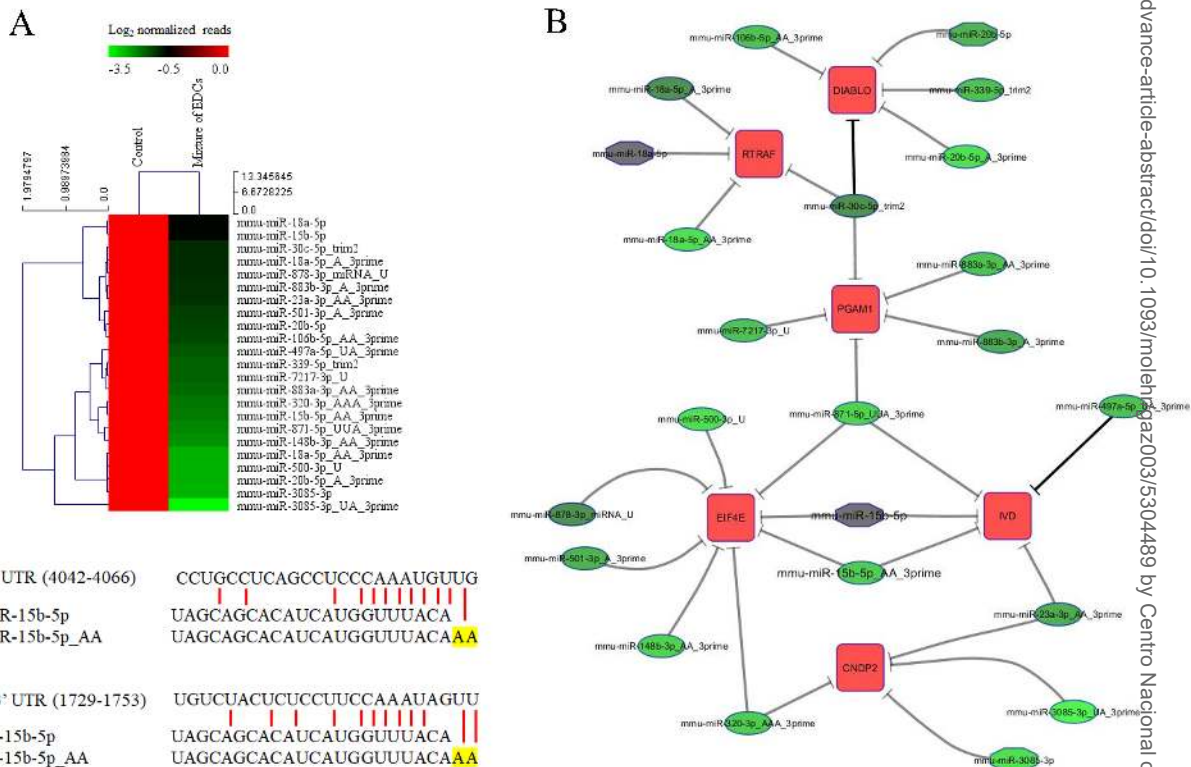 A
Log2 normalized reads
-3.5 -0.5 0.0
Control
Mixture of EDCs
0.0
13.345845
6.6728225
0.0
mmu-miR-18a-5p
mmu-miR-15b-5p
mmu-miR-30c-5p_trim2
mmu-miR-18a-5p_A_3prime
mmu-miR-878-3p_miRNA_U
mmu-miR-883b-3p_A_3prime
mmu-miR-23a-3p_AA_3prime
mmu-miR-501-3p_A_3prime
mmu-miR-20b-5p
mmu-miR-106b-5p_AA_3prime
mmu-miR-497a-5p_UA_3prime
mmu-miR-339-5p_trim2
mmu-miR-7217-3p_U
mmu-miR-883a-3p_AA_3prime
mmu-miR-320-3p_AAA_3prime
mmu-miR-15b-5p_AA_3prime
mmu-miR-871-5p_UUA_3prime
mmu-miR-148b-3p_AA_3prime
mmu-miR-18a-5p_AA_3prime
mmu-miR-500-3p_U
mmu-miR-20b-5p_A_3prime
mmu-miR-3085-3p
mmu-miR-3085-3p_UA_3prime
UTR (4042-4066) CCUGCCUCAGCCUCCCAAAUGUUG
R-15b-5p UAGCAGCACAUCAUGGUUUACA
R-15b-5p_AA UAGCAGCACAUCAUGGUUUACAAA
' UTR (1729-1753) UGUCUACUCUCCUUCCAAAUAGUU
-15b-5p UAGCAGCACAUCAUGGUUUACA
-15b-5p_AA UAGCAGCACAUCAUGGUUUACAAA
B
mmu-miR-106b-5p_AA_3prime
mmu-miR-20b-5p
DIABLO
mmu-miR-18a-5p_A_3prime
mmu-miR-339-5p_trim2
mmu-miR-18a-5p
RTRAF
mmu-miR-20b-5p_A_3prime
mmu-miR-30c-5p_trim2
mmu-miR-18a-5p_AA_3prime
mmu-miR-883a-3p_AA_3prime
PGAM1
mmu-miR-7217-3p_U
mmu-miR-883b-3p_A_3prime
mmu-miR-497a-5p_UA_3prime
mmu-miR-500-3p_U
mmu-miR-871-5p_UUA_3prime
mmu-miR-878-3p_miRNA_U
EIF4E
mmu-miR-15b-5p
IVD
mmu-miR-501-3p_A_3prime
mmu-miR-15b-5p_AA_3prime
mmu-miR-23a-3p_AA_3prime
mmu-miR-148b-3p_AA_3prime
CNDP2
mmu-miR-320-3p_AAA_3prime
mmu-miR-3085-3p_UA_3prime
mmu-miR-3085-3p
dvance-article-abstract/doi/10.1093/molehr/gaz003/5304489 by Centro Nacional